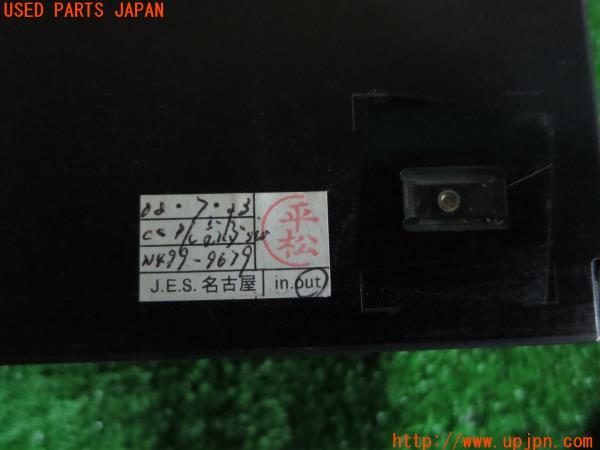 USED PARTS JAPAN
08・7・23
平松
NK99-9679
J.E.S. 名古屋
in.out
http://www.upjpn.com/